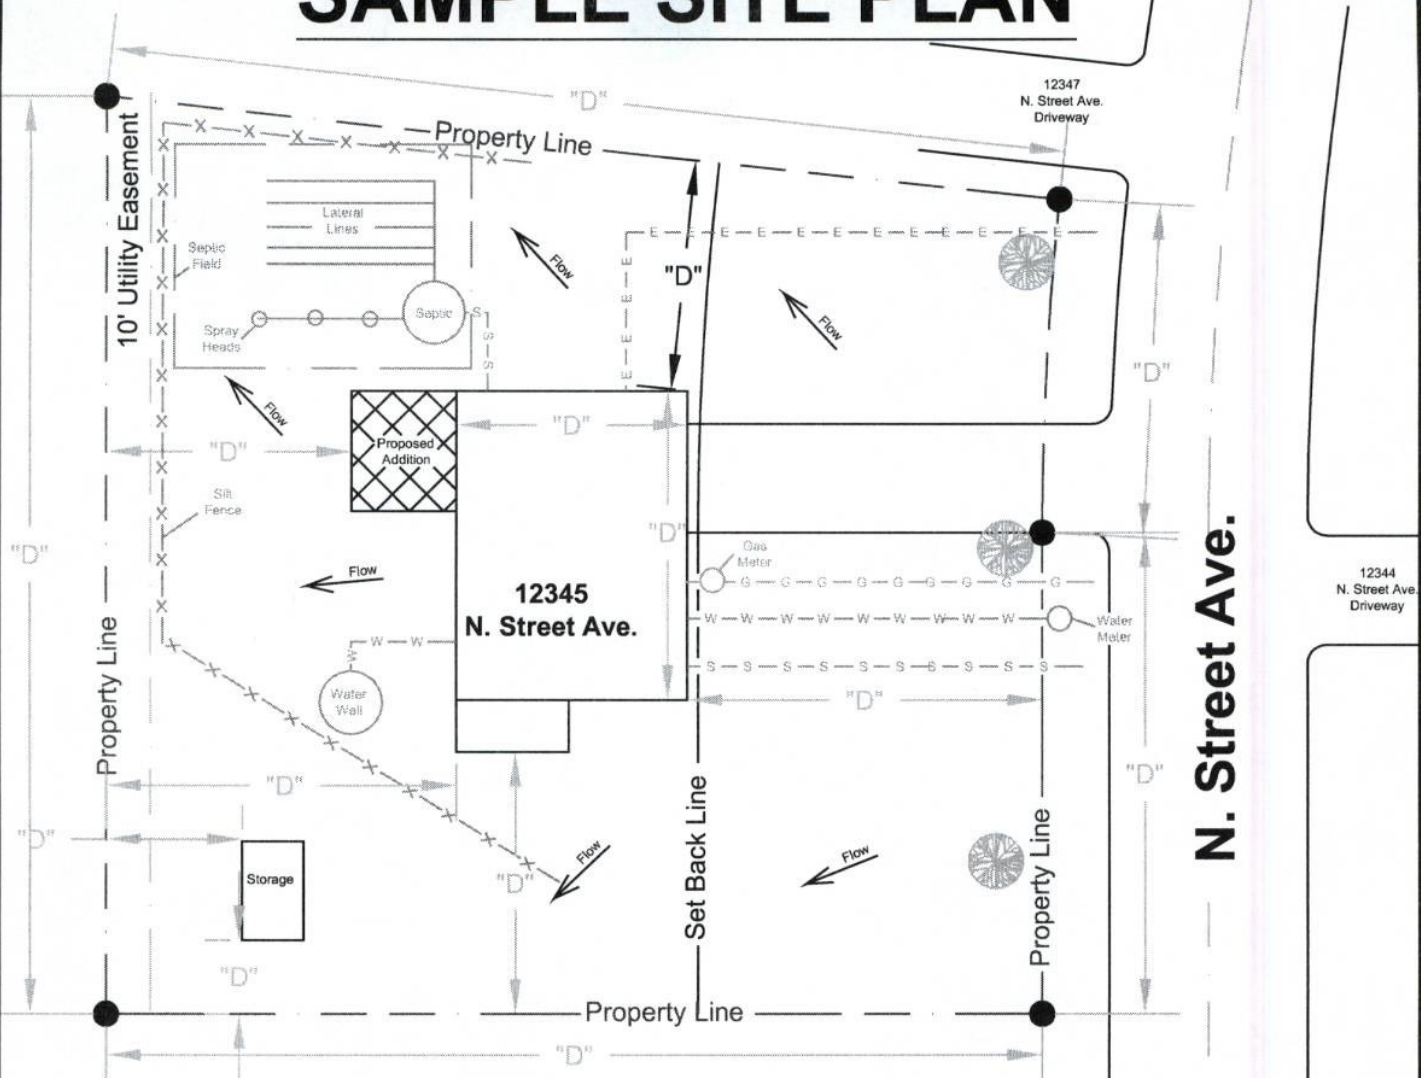 SAMPLE SITE PLAN
12347
N. Street Ave.
Driveway
"D"
Property Line
10' Utility Easement
Lateral
Lines
Septic
Field
Septic
Spray
Heads
S
S
S
E E E E E E E E E E E E
E
E
E
E
Flow
Flow
Flow
"D"
"D"
"D"
"D"
Proposed
Addition
Silt
Fence
"D"
"D"
Gas
Meter
G G G G G G G G G
12344
N. Street Ave.
Driveway
Flow
12345
N. Street Ave.
W W W W W W W W W
Water
Meter
W W
W
S S S S S S S S S S
Water
Wall
"D"
Property Line
N. Street Ave.
"D"
"D"
"D"
Storage
"D"
Flow
Flow
Set Back Line
Property Line
"D"
Property Line
"D"
X X X X X X X
X X X X X X X X X X X
X X X X X X X X X